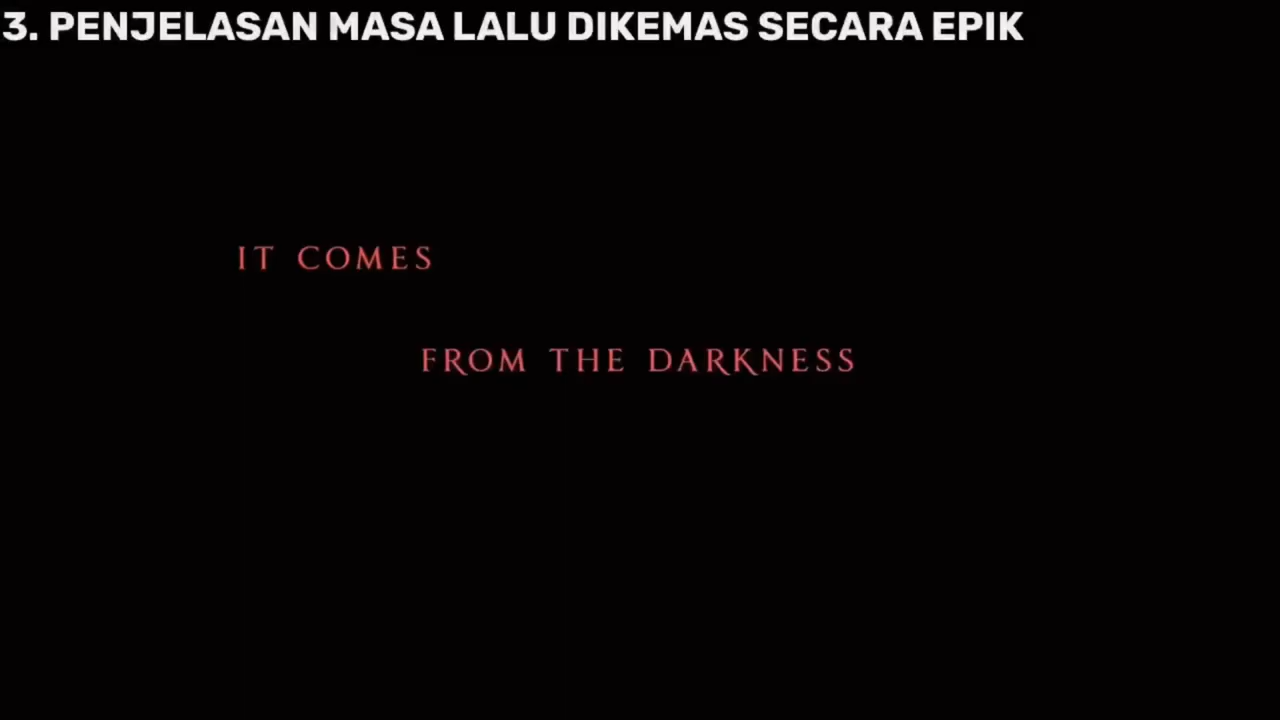 3. PENJELASAN MASA LALU DIKEMAS SECARA EPIK
IT COMES
FROM THE DARKNESS